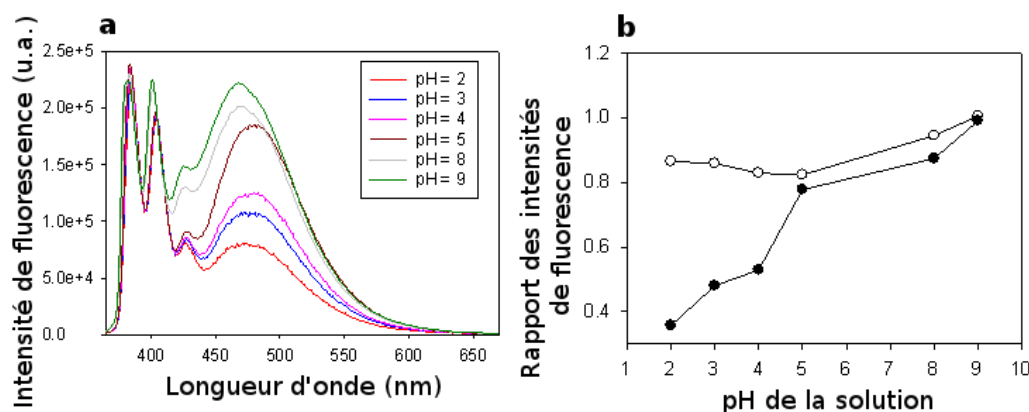 a
Intensité de fluorescence (u.a.)
2.5e+5
2.0e+5
1.5e+5
1.0e+5
5.0e+4
0.0
pH = 2
pH = 3
pH = 4
pH = 5
pH = 8
pH = 9
400 450 500 550 600 650
Longueur d'onde (nm)
b
Rapport des intensités
de fluorescence
1.2
1.0
0.8
0.6
0.4
1 2 3 4 5 6 7 8 9 10
pH de la solution